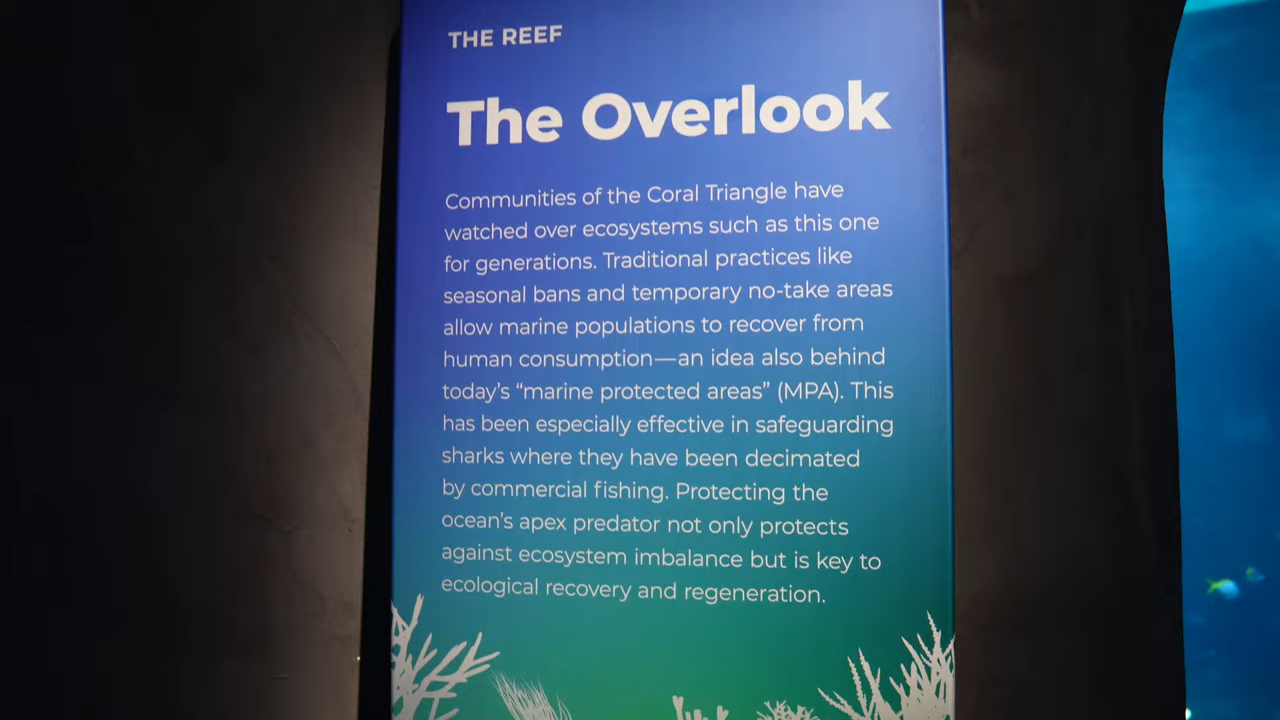 THE REEF
The Overlook
Communities of the Coral Triangle have
watched over ecosystems such as this one
for generations. Traditional practices like
seasonal bans and temporary no-take areas
allow marine populations to recover from
human consumption—an idea also behind
today’s “marine protected areas” (MPA). This
has been especially effective in safeguarding
sharks where they have been decimated
by commercial fishing. Protecting the
ocean’s apex predator not only protects
against ecosystem imbalance but is key to
ecological recovery and regeneration.